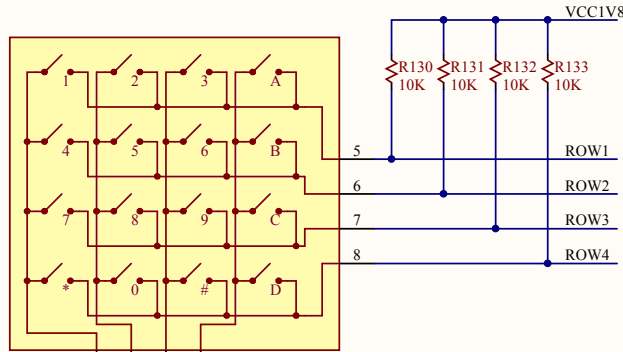 VCC1V8
R130 R131 R132 R133
10K 10K 10K 10K
1 2 3 A
4 5 6 B
7 8 9 C
* 0 # D
5 ROW1
6 ROW2
7 ROW3
8 ROW4